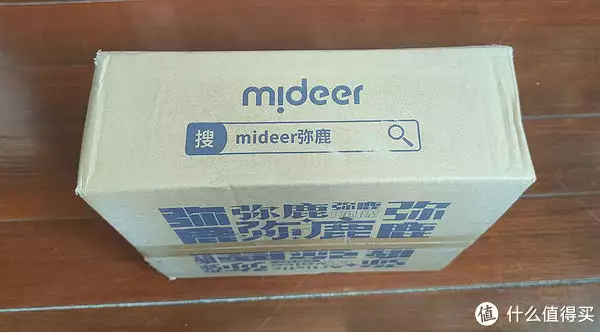 mideer
搜 mideer弥鹿
弥 弥鹿 弥鹿 弥
鹿 弥鹿 鹿
值 什么值得买